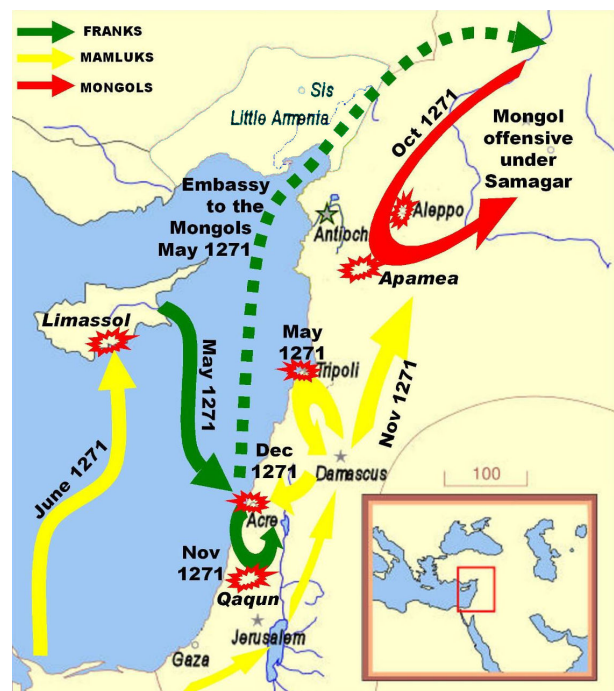 FRANKS
MAMLUKS
MONGOLS
Sis
Little Armenia
Oct 1271
Mongol
offensive
under
Samagar
Embassy
to the
Mongols
May 1271
Aleppo
Antioch
Apamea
Limassol
May 1271
May
1271
Tripoli
Nov 1271
June 1271
Dec
1271
Damascus
100
Acre
Nov
1271
Qaqun
Jerusalem
Gaza